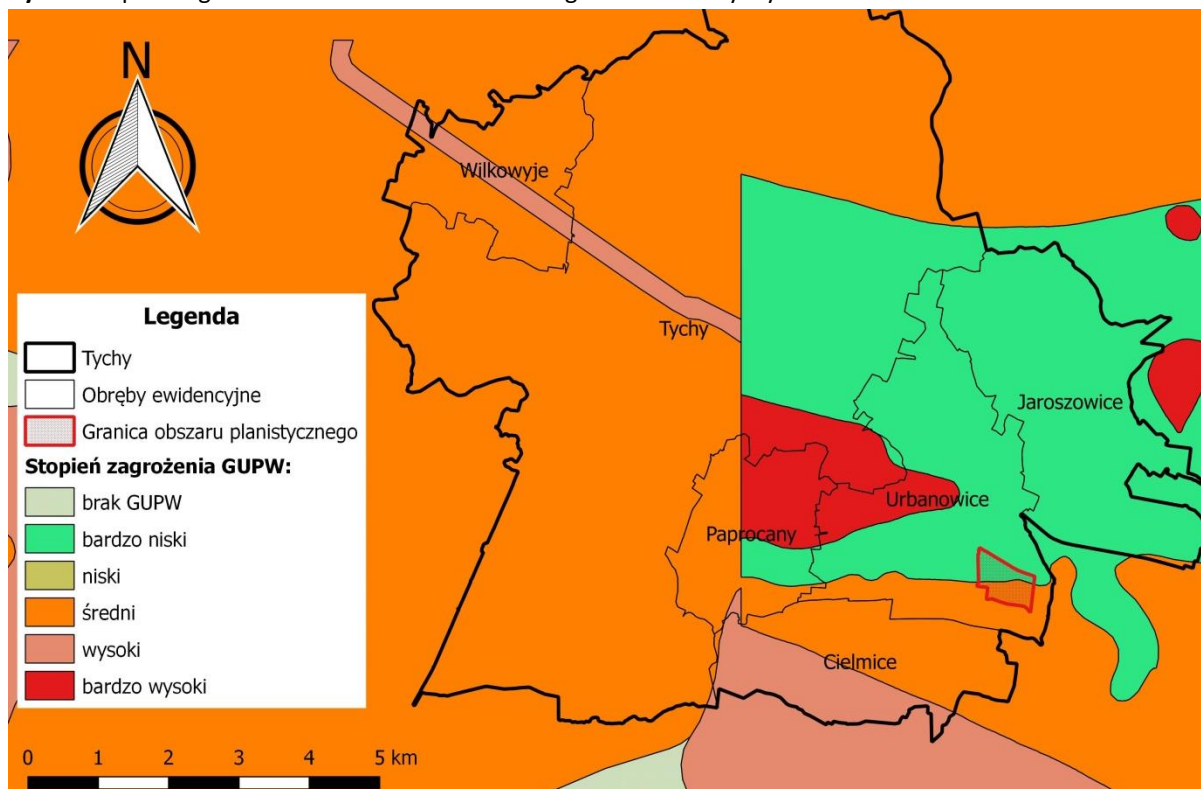 N
Wilkowyje
Tychy
Jaroszowice
Urbanowice
Paprocany
Cielmice
Legenda
Tychy
Obręby ewidencyjne
Granica obszaru planistycznego
Stopień zagrożenia GUPW:
brak GUPW
bardzo niski
niski
średni
wysoki
bardzo wysoki
0 1 2 3 4 5 km